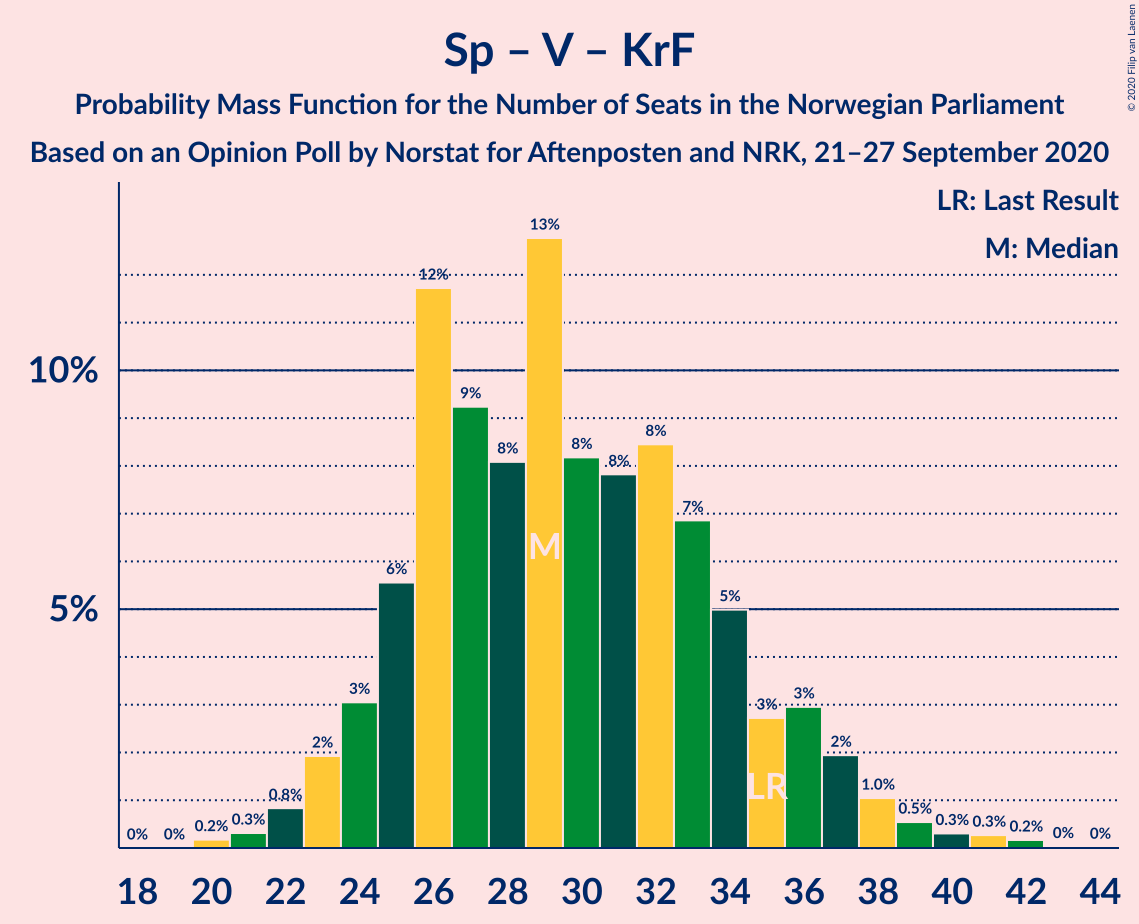 Sp – V – KrF
Probability Mass Function for the Number of Seats in the Norwegian Parliament
Based on an Opinion Poll by Norstat for Aftenposten and NRK, 21–27 September 2020
© 2020 Filip van Laenen
LR: Last Result
M: Median
10%
5%
0% 0% 0.2% 0.3% 0.8% 2% 3% 6% 12% 9% 8% 13% 8% 8% 8% 7% 5% 3% 3% 2% 1.0% 0.5% 0.3% 0.3% 0.2% 0% 0%
M
LR
18 20 22 24 26 28 30 32 34 36 38 40 42 44